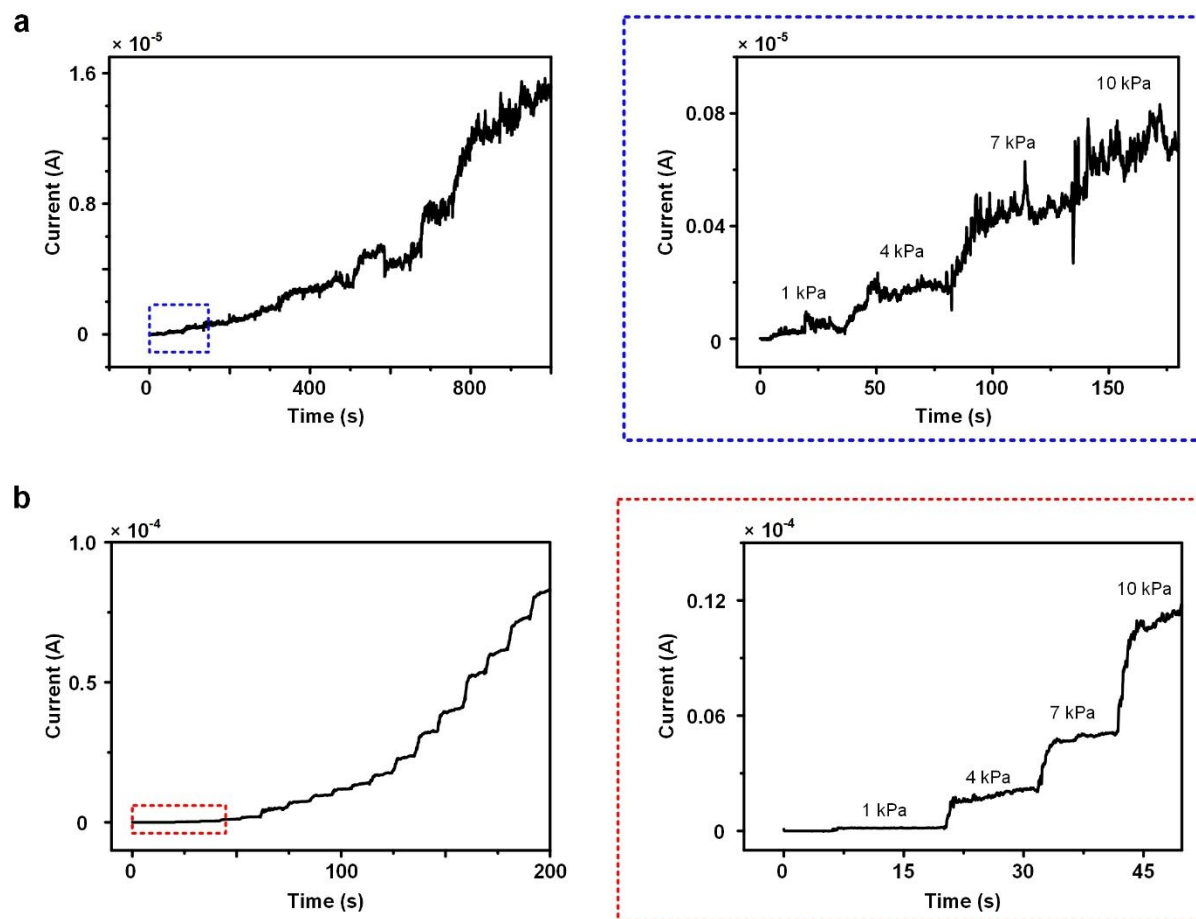 a
× 10⁻⁵
1.6
0.8
0
Current (A)
0
400
800
Time (s)
× 10⁻⁵
0.08
0.04
0
Current (A)
1 kPa
4 kPa
7 kPa
10 kPa
0
50
100
150
Time (s)
b
× 10⁻⁴
1.0
0.5
0
Current (A)
0
100
200
Time (s)
× 10⁻⁴
0.12
0.06
0
Current (A)
1 kPa
4 kPa
7 kPa
10 kPa
0
15
30
45
Time (s)